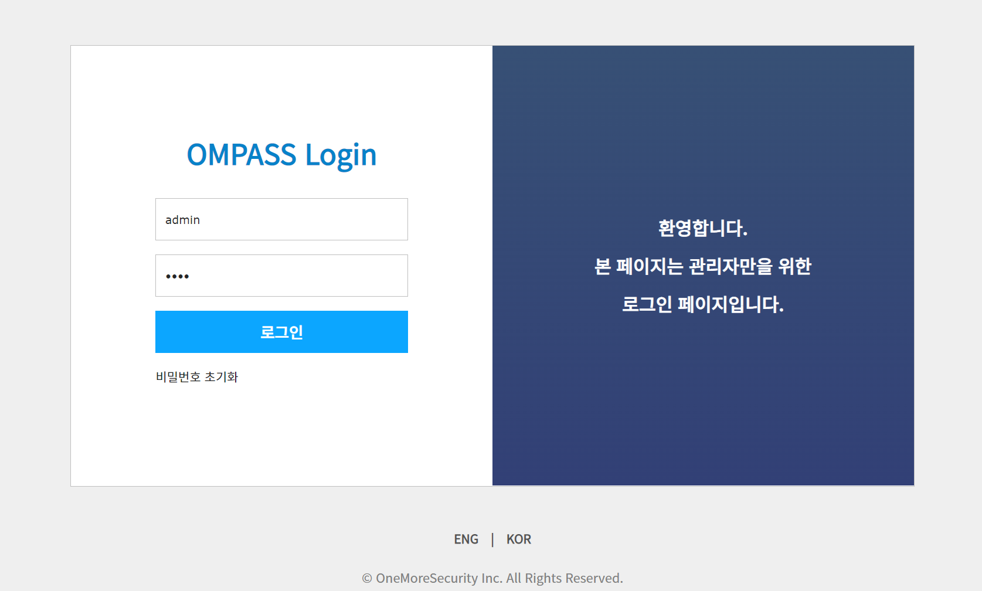 OMPASS Login
admin
••••
로그인
비밀번호 초기화
환영합니다.
본 페이지는 관리자만을 위한
로그인 페이지입니다.
ENG | KOR
© OneMoreSecurity Inc. All Rights Reserved.